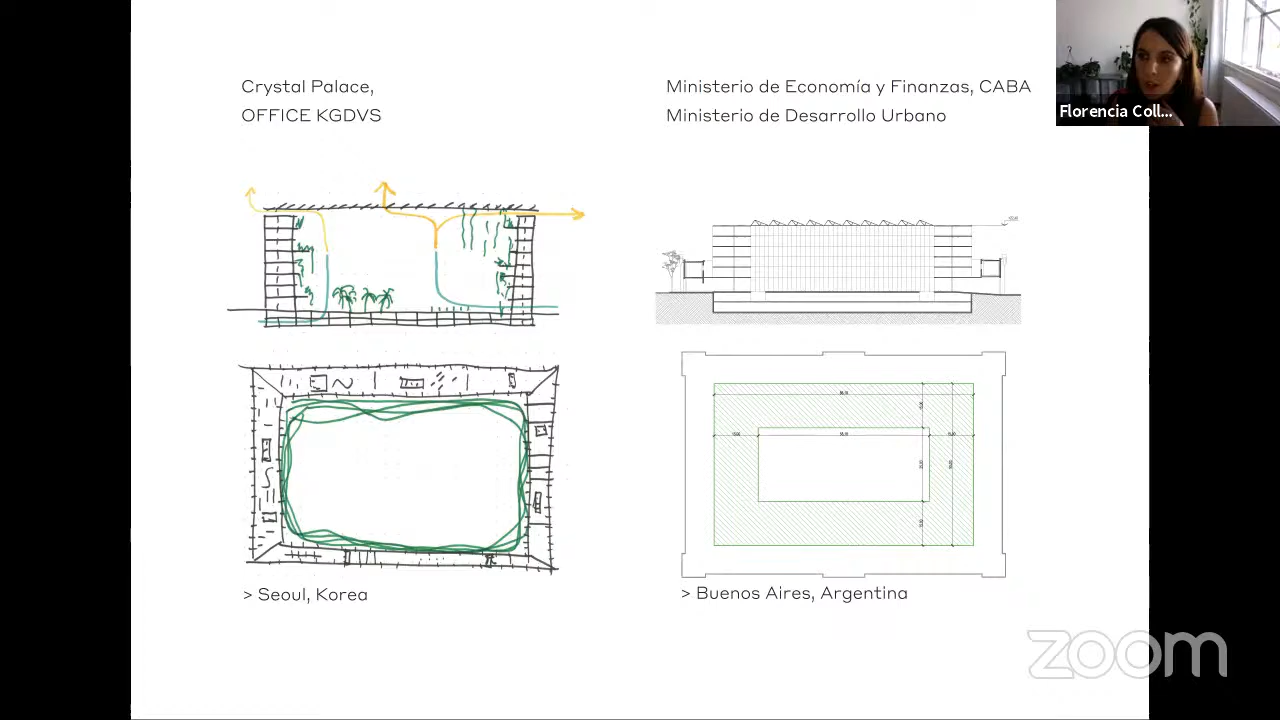 Crystal Palace,
OFFICE KGDVS
Ministerio de Economía y Finanzas, CABA
Ministerio de Desarrollo Urbano
Florencia Coll...
> Seoul, Korea
> Buenos Aires, Argentina
zoom